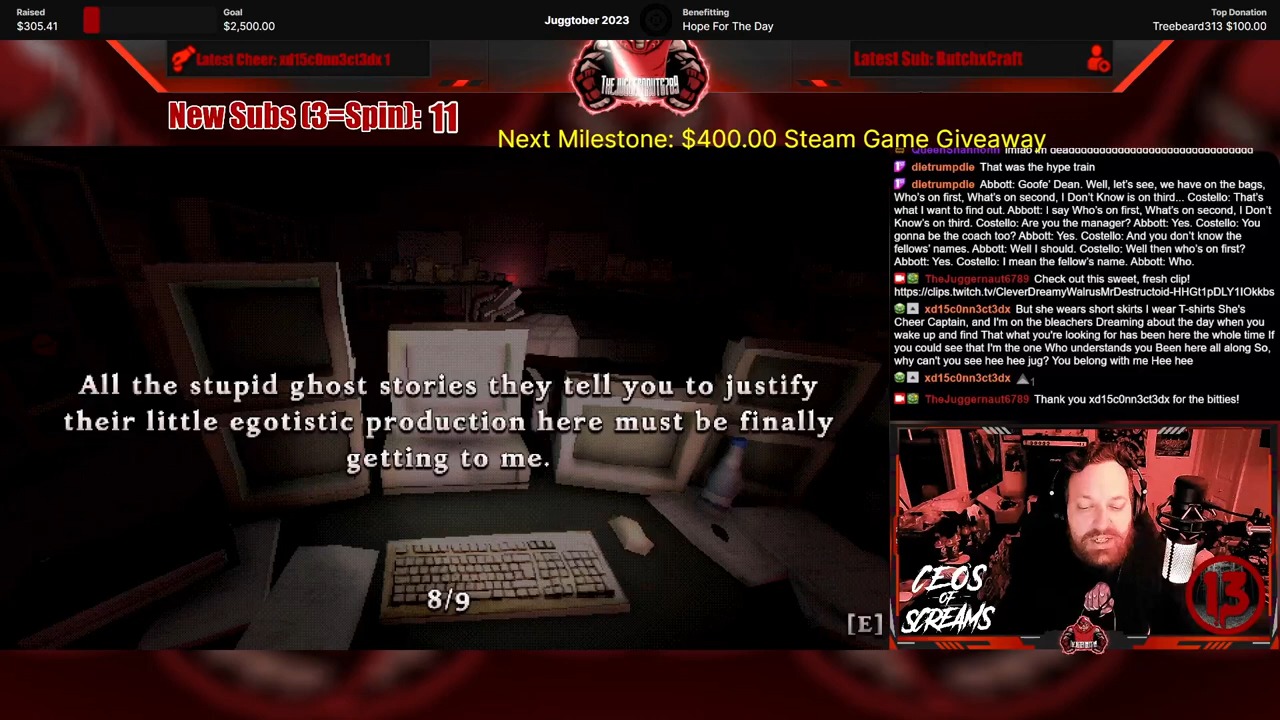 Raised
$305.41
Goal
$2,500.00
Juggtober 2023
Benefitting
Hope For The Day
Top Donation
Treebeard313 $100.00
Latest Cheer: xd15c0nn3ct3dx 1
THEJUGGERNAUT6789
Latest Sub: ButchxCraft
New Subs (3=Spin): 11
Next Milestone: $400.00 Steam Game Giveaway
dietrumpdie That was the hype train
dietrumpdie Abbott: Goofe' Dean. Well, let's see, we have on the bags,
Who's on first, What's on second, I Don't Know is on third... Costello: That's
what I want to find out. Abbott: I say Who's on first, What's on second, I Don't
Know's on third. Costello: Are you the manager? Abbott: Yes. Costello: You
gonna be the coach too? Abbott: Yes. Costello: And you don't know the
fellows' names. Abbott: Well I should. Costello: Well then who's on first?
Abbott: Yes. Costello: I mean the fellow's name. Abbott: Who.
TheJuggernaut6789 Check out this sweet, fresh clip!
https://clips.twitch.tv/CleverDreamyWalrusMrDestructoid-HHGt1pDLY1IOkkbs
xd15c0nn3ct3dx But she wears short skirts I wear T-shirts She's
Cheer Captain, and I'm on the bleachers Dreaming about the day when you
wake up and find That what you're looking for has been here the whole time If
you could see that I'm the one Who understands you Been here all along So,
why can't you see hee hee jug? You belong with me Hee hee
xd15c0nn3ct3dx 1
TheJuggernaut6789 Thank you xd15c0nn3ct3dx for the bitties!
All the stupid ghost stories they tell you to justify
their little egotistic production here must be finally
getting to me.
8/9
[E]
CEOS
OF
SCREAMS
13